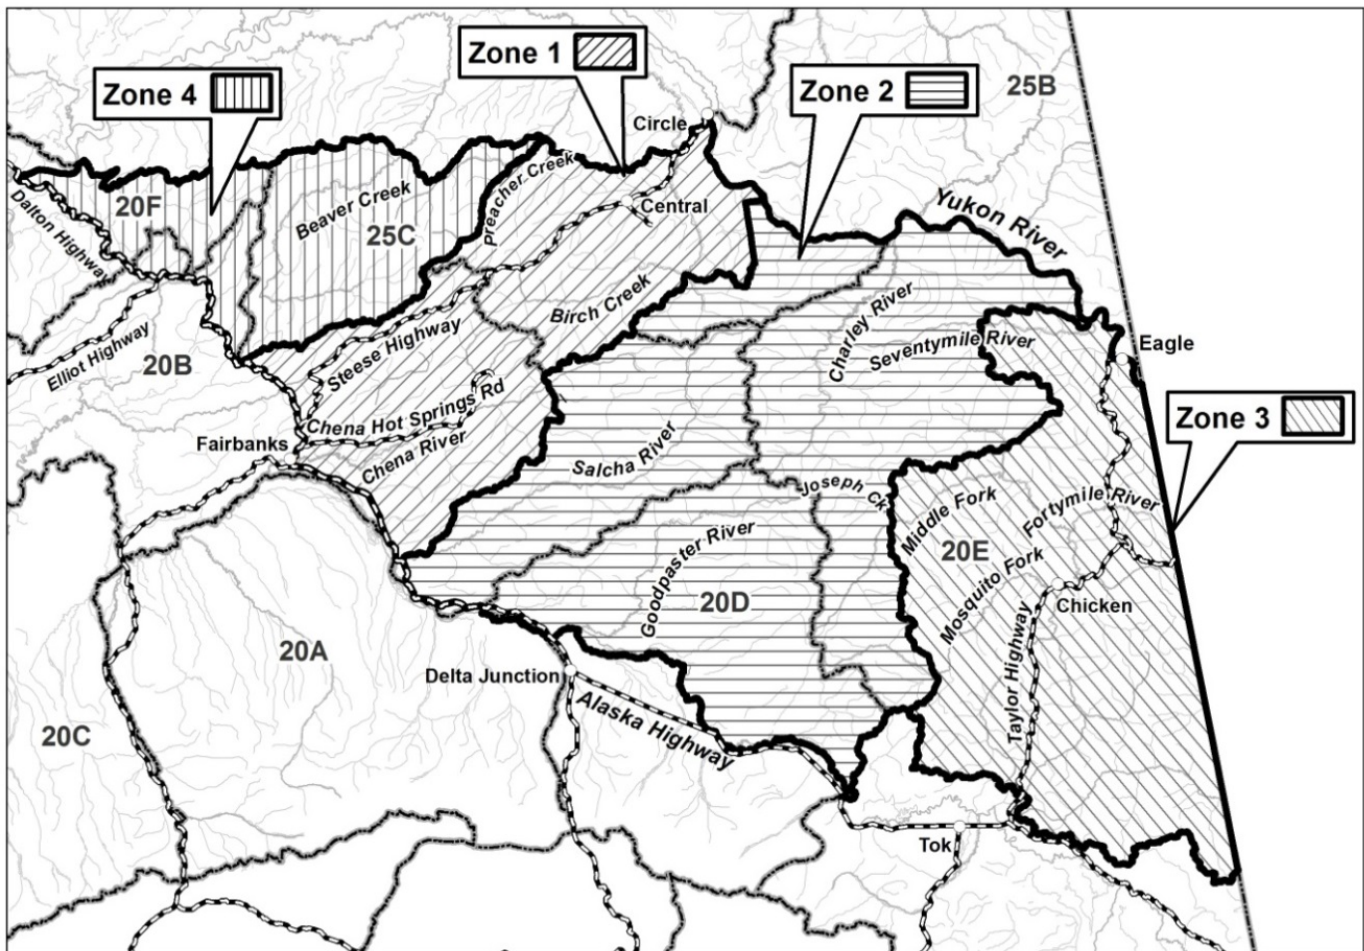 Zone 1
Zone 4
Zone 2
25B
Circle
Preacher Creek
Beaver Creek
20F
Dalton Highway
25C
Central
Yukon River
Birch Creek
Charley River
Steese Highway
Seventymile River
Eagle
Elliot Highway
20B
Chena Hot Springs Rd
Zone 3
Fairbanks
Chena River
Salcha River
Joseph Ck
Middle Fork
Fortymile River
20E
Goodpaster River
Mosquito Fork
20D
Chicken
20A
Taylor Highway
Delta Junction
Alaska Highway
20C
Tok